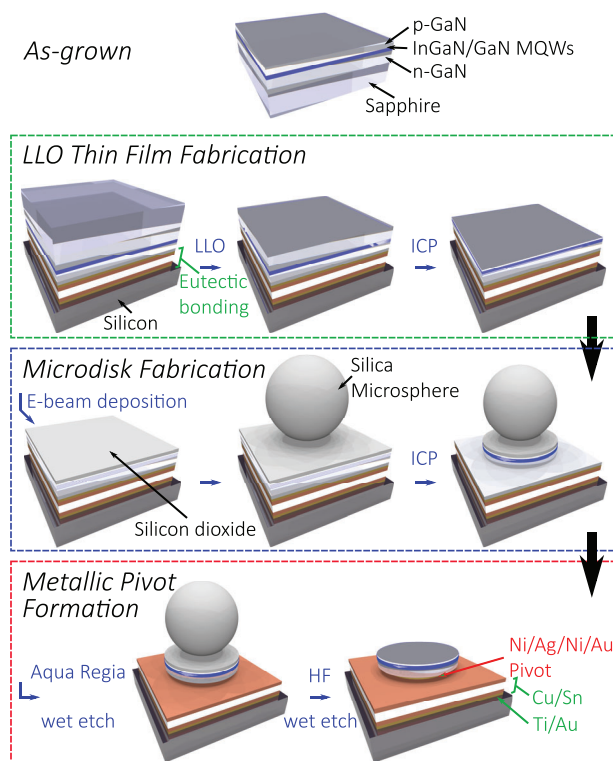 As-grown
p-GaN
InGaN/GaN MQWs
n-GaN
Sapphire
LLO Thin Film Fabrication
LLO
ICP
Eutectic
bonding
Silicon
Microdisk Fabrication
Silica
Microsphere
E-beam deposition
ICP
Silicon dioxide
Metallic Pivot
Formation
Ni/Ag/Ni/Au
Pivot
Aqua Regia
HF
Cu/Sn
wet etch
wet etch
Ti/Au